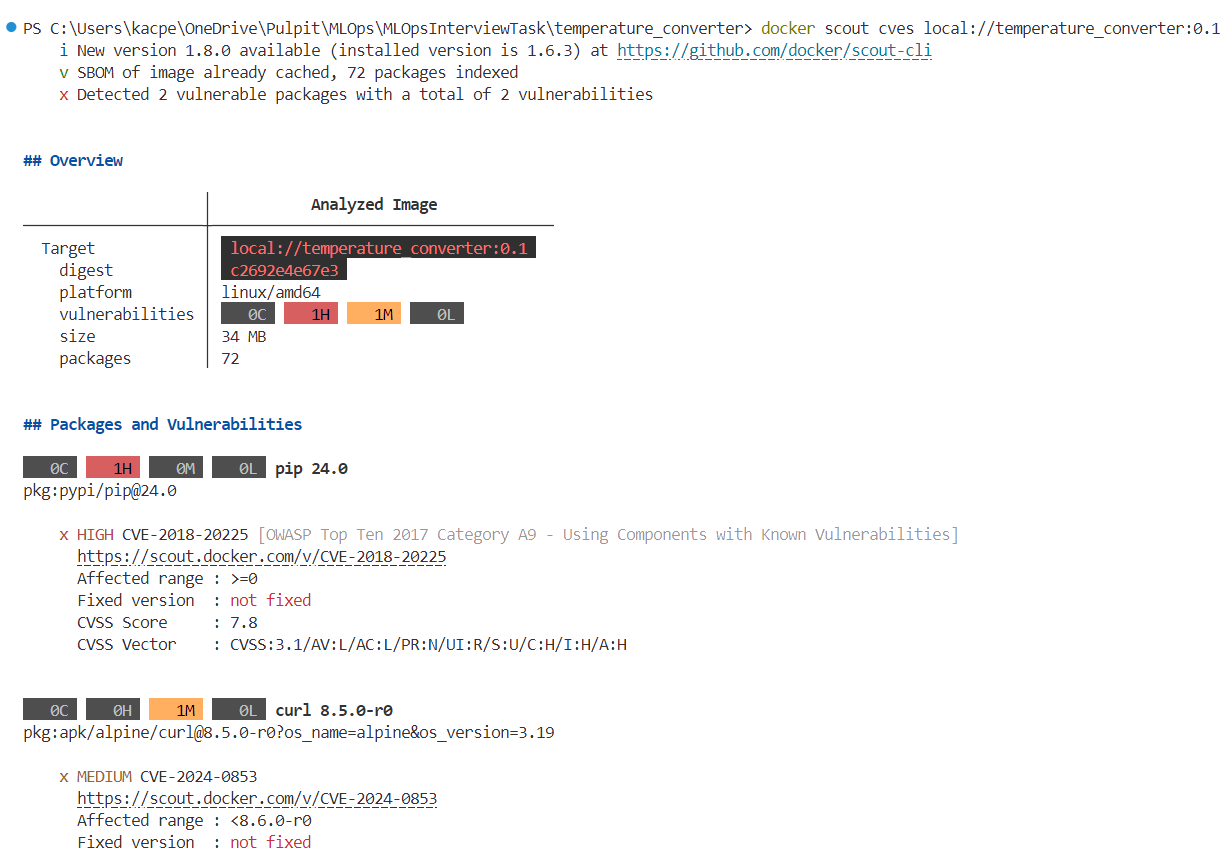 PS C:\Users\kacpe\OneDrive\Pulpit\MLOps\MLOpsInterviewTask\temperature_converter> docker scout cves local://temperature_converter:0.1
i New version 1.8.0 available (installed version is 1.6.3) at https://github.com/docker/scout-cli
v SBOM of image already cached, 72 packages indexed
x Detected 2 vulnerable packages with a total of 2 vulnerabilities
## Overview
Analyzed Image
Target local://temperature_converter:0.1
digest c2692e4e67e3
platform linux/amd64
vulnerabilities 0C 1H 1M 0L
size 34 MB
packages 72
## Packages and Vulnerabilities
0C 1H 0M 0L pip 24.0
pkg:pypi/pip@24.0
x HIGH CVE-2018-20225 [OWASP Top Ten 2017 Category A9 - Using Components with Known Vulnerabilities]
https://scout.docker.com/v/CVE-2018-20225
Affected range : >=0
Fixed version : not fixed
CVSS Score : 7.8
CVSS Vector : CVSS:3.1/AV:L/AC:L/PR:N/UI:R/S:U/C:H/I:H/A:H
0C 0H 1M 0L curl 8.5.0-r0
pkg:apk/alpine/curl@8.5.0-r0?os_name=alpine&os_version=3.19
x MEDIUM CVE-2024-0853
https://scout.docker.com/v/CVE-2024-0853
Affected range : <8.6.0-r0
Fixed version : not fixed